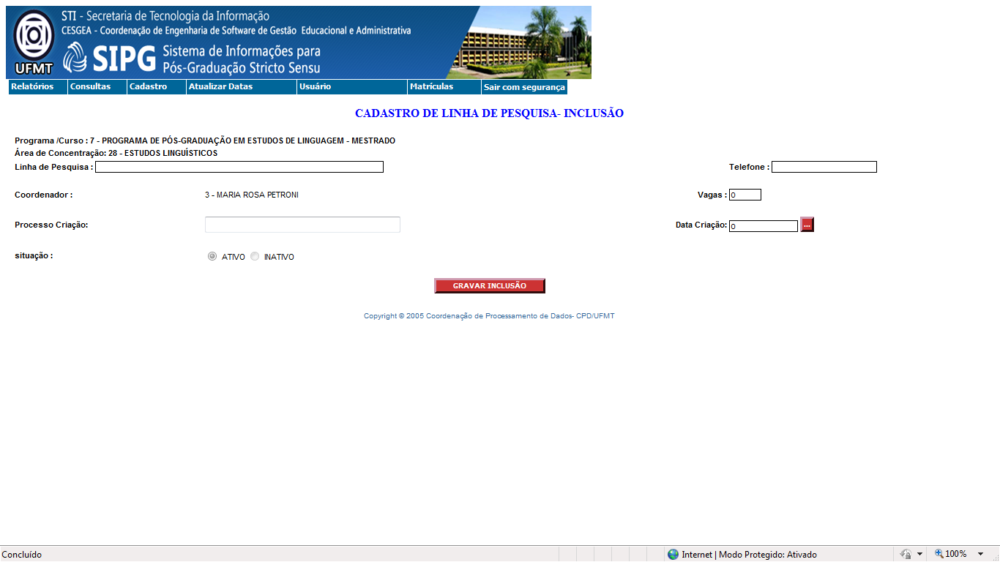 STI - Secretaria de Tecnologia da Informação
CESGEA - Coordenação de Engenharia de Software de Gestão Educacional e Administrativa
UFMT
SIPG Sistema de Informações para
Pós-Graduação Stricto Sensu
Relatórios Consultas Cadastro Atualizar Datas Usuário Matrículas Sair com segurança
CADASTRO DE LINHA DE PESQUISA- INCLUSÃO
Programa /Curso : 7 - PROGRAMA DE PÓS-GRADUAÇÃO EM ESTUDOS DE LINGUAGEM - MESTRADO
Área de Concentração: 28 - ESTUDOS LINGUÍSTICOS
Linha de Pesquisa : Telefone :
Coordenador : 3 - MARIA ROSA PETRONI Vagas : 0
Processo Criação: Data Criação: 0 ...
situação : ATIVO INATIVO
GRAVAR INCLUSÃO
Copyright © 2005 Coordenação de Processamento de Dados- CPD/UFMT
Concluído Internet | Modo Protegido: Ativado 100%